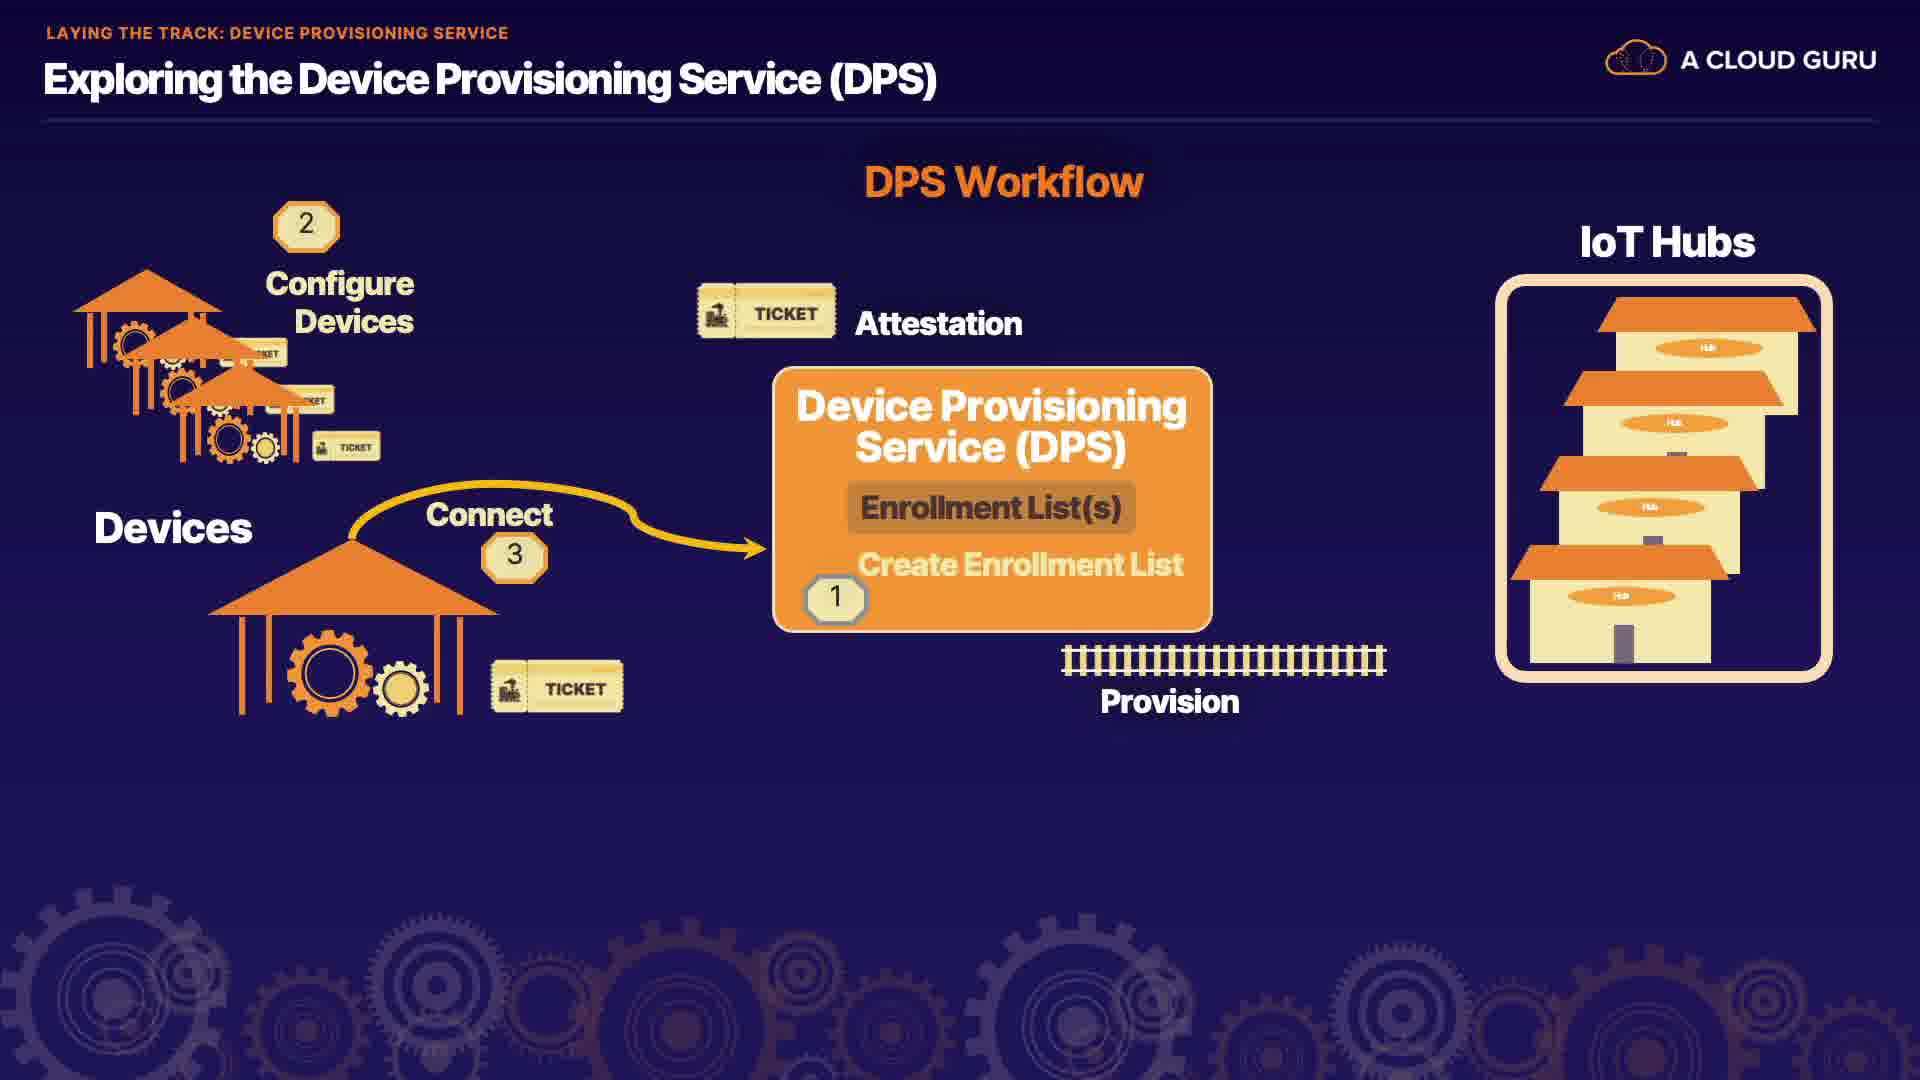 LAYING THE TRACK: DEVICE PROVISIONING SERVICE
Exploring the Device Provisioning Service (DPS)
A CLOUD GURU
DPS Workflow
2
Configure
Devices
TICKET
Devices
Connect
3
TICKET
TICKET
Attestation
Device Provisioning
Service (DPS)
Enrollment List(s)
Create Enrollment List
1
Provision
IoT Hubs
Hub
Hub
Hub
Hub